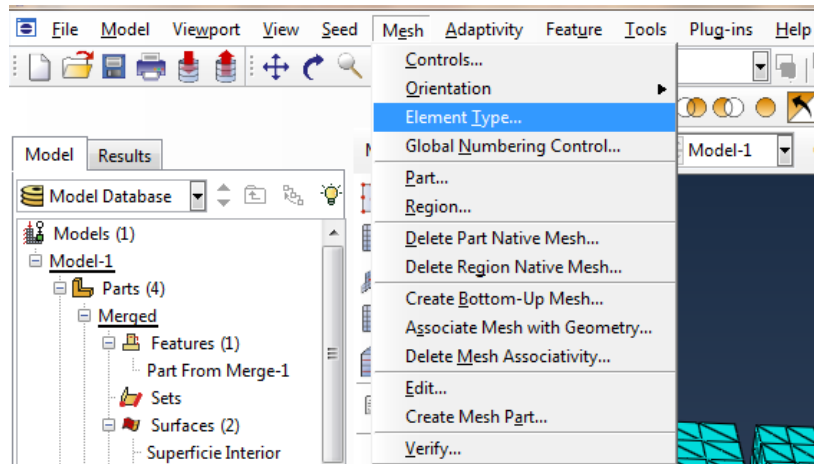 File Model Viewport View Seed Mesh Adaptivity Feature Tools Plug-ins Help
Controls...
Orientation
Element Type...
Model Results
Global Numbering Control... Model-1
Model Database
Part...
Region...
Models (1)
Delete Part Native Mesh...
Model-1
Delete Region Native Mesh...
Parts (4)
Create Bottom-Up Mesh...
Merged
Associate Mesh with Geometry...
Features (1)
Delete Mesh Associativity...
Part From Merge-1
Edit...
Sets
Create Mesh Part...
Surfaces (2)
Verify...
Superficie Interior